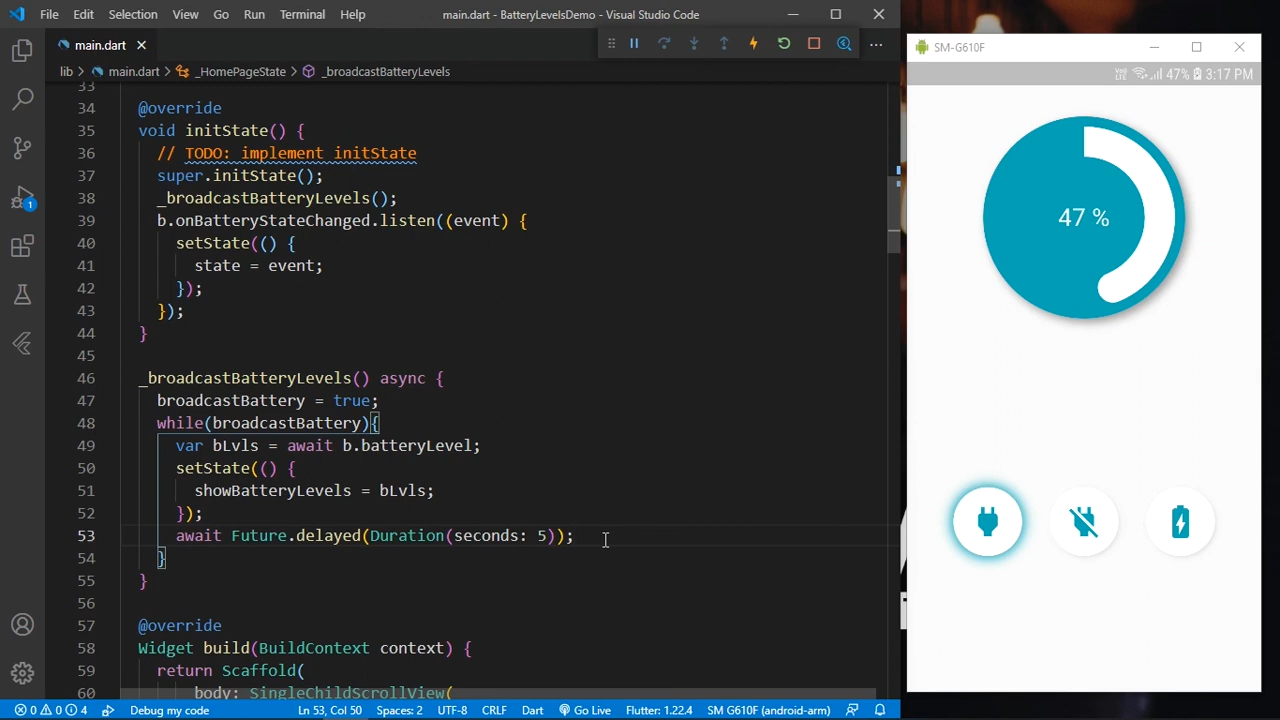 File Edit Selection View Go Run Terminal Help
main.dart - BatteryLevelsDemo - Visual Studio Code
main.dart
lib > main.dart > _HomePageState > _broadcastBatteryLevels
33
34 @override
35 void initState() {
36 // TODO: implement initState
37 super.initState();
38 _broadcastBatteryLevels();
39 b.onBatteryStateChanged.listen((event) {
40 setState(() {
41 state = event;
42 });
43 });
44 }
45
46 _broadcastBatteryLevels() async {
47 broadcastBattery = true;
48 while(broadcastBattery){
49 var bLvls = await b.batteryLevel;
50 setState(() {
51 showBatteryLevels = bLvls;
52 });
53 await Future.delayed(Duration(seconds: 5));
54 }
55 }
56
57 @override
58 Widget build(BuildContext context) {
59 return Scaffold(
60 body: SingleChildScrollView(
1
0 0 4 Debug my code Ln 53, Col 50 Spaces: 2 UTF-8 CRLF Dart Go Live Flutter: 1.22.4 SM G610F (android-arm)
SM-G610F
47% 3:17 PM
47 %